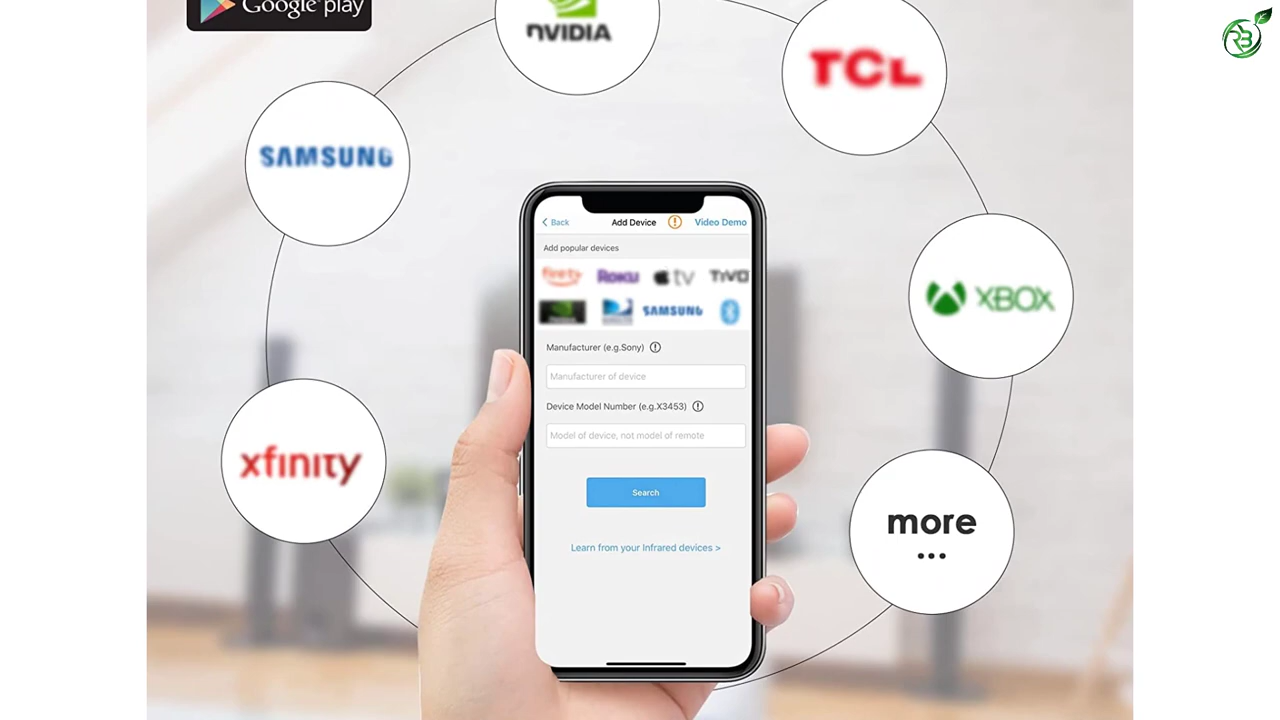 Google play
NVIDIA
TCL
SAMSUNG
XBOX
xfinity
more
...
Back
Add Device
Video Demo
Add popular devices
firetv Roku tv TiVo
SAMSUNG
Manufacturer (e.g.Sony)
Manufacturer of device
Device Model Number (e.g.X3453)
Model of device, not model of remote
Search
Learn from your Infrared devices >
RB